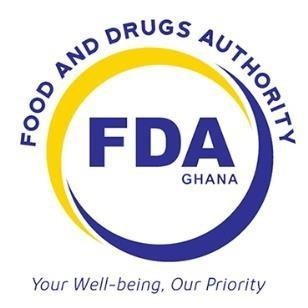 FOOD AND DRUGS AUTHORITY
FDA
GHANA
Your Well-being, Our Priority